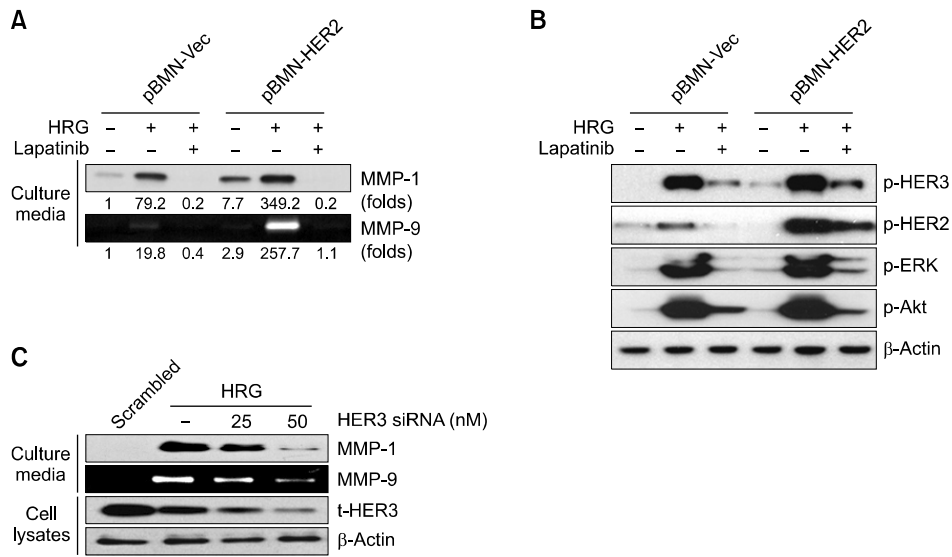 A
pBMN-Vec
pBMN-HER2
HRG – + + – + +
Lapatinib – – + – – +
Culture media
MMP-1 (folds)
1 79.2 0.2 7.7 349.2 0.2
MMP-9 (folds)
1 19.8 0.4 2.9 257.7 1.1
B
pBMN-Vec
pBMN-HER2
HRG – + + – + +
Lapatinib – – + – – +
p-HER3
p-HER2
p-ERK
p-Akt
β-Actin
C
Scrambled
HRG
– 25 50 HER3 siRNA (nM)
Culture media
MMP-1
MMP-9
Cell lysates
t-HER3
β-Actin